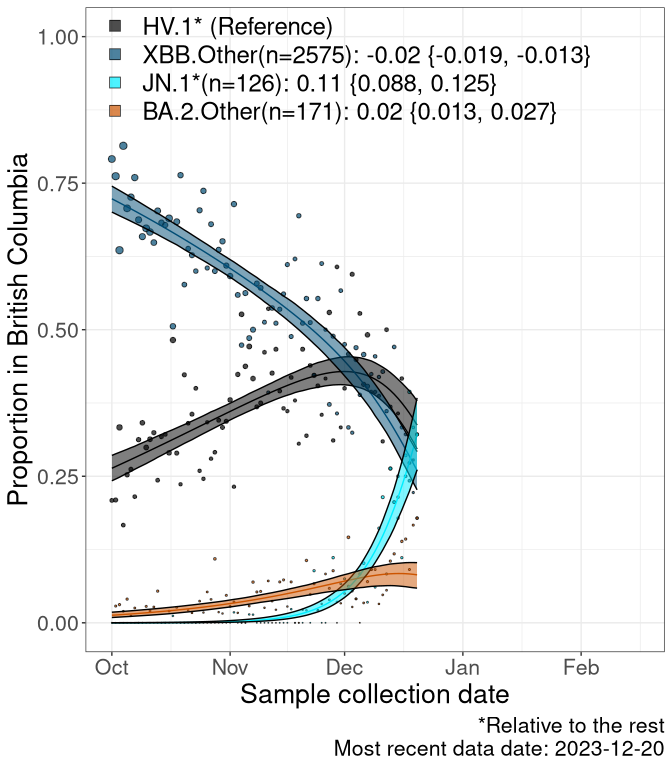 HV.1* (Reference)
XBB.Other(n=2575): -0.02 {-0.019, -0.013}
JN.1*(n=126): 0.11 {0.088, 0.125}
BA.2.Other(n=171): 0.02 {0.013, 0.027}
Proportion in British Columbia
1.00
0.75
0.50
0.25
0.00
Oct Nov Dec Jan Feb
Sample collection date
*Relative to the rest
Most recent data date: 2023-12-20